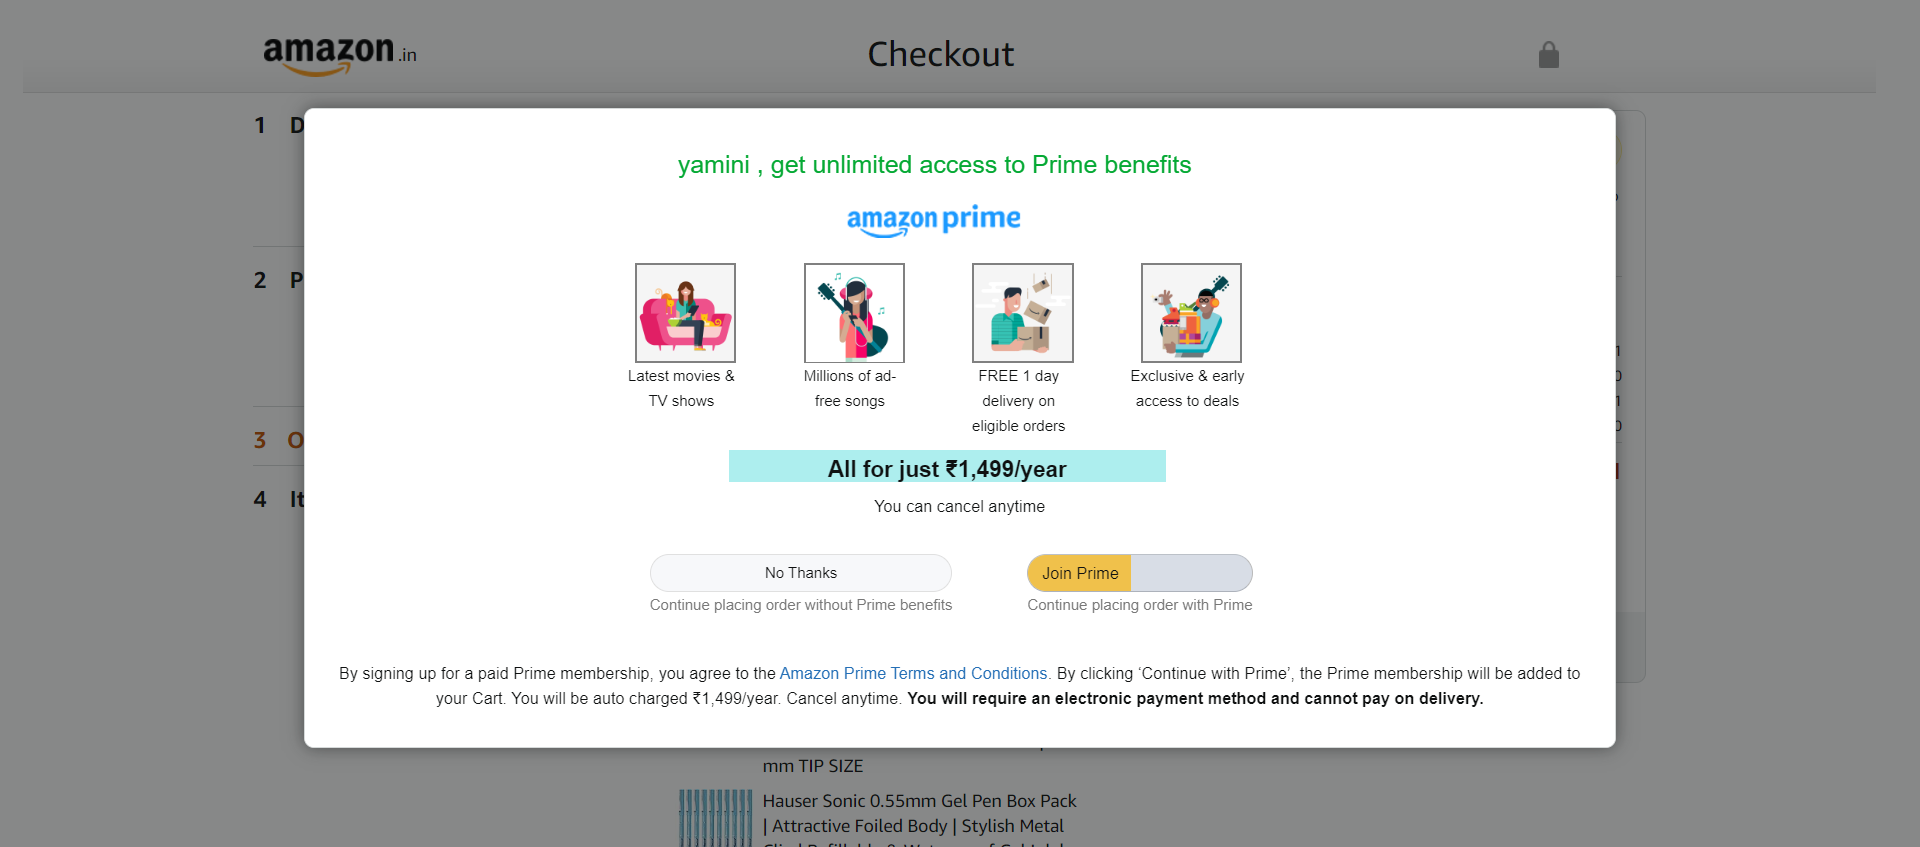 amazon.in
Checkout
1 D
yamini , get unlimited access to Prime benefits
amazon prime
2 P
Latest movies &
TV shows
Millions of ad-
free songs
FREE 1 day
delivery on
eligible orders
Exclusive & early
access to deals
3 O
All for just ₹1,499/year
4 It
You can cancel anytime
No Thanks
Join Prime
Continue placing order without Prime benefits
Continue placing order with Prime
By signing up for a paid Prime membership, you agree to the Amazon Prime Terms and Conditions. By clicking ‘Continue with Prime’, the Prime membership will be added to
your Cart. You will be auto charged ₹1,499/year. Cancel anytime. You will require an electronic payment method and cannot pay on delivery.
mm TIP SIZE
Hauser Sonic 0.55mm Gel Pen Box Pack
| Attractive Foiled Body | Stylish Metal